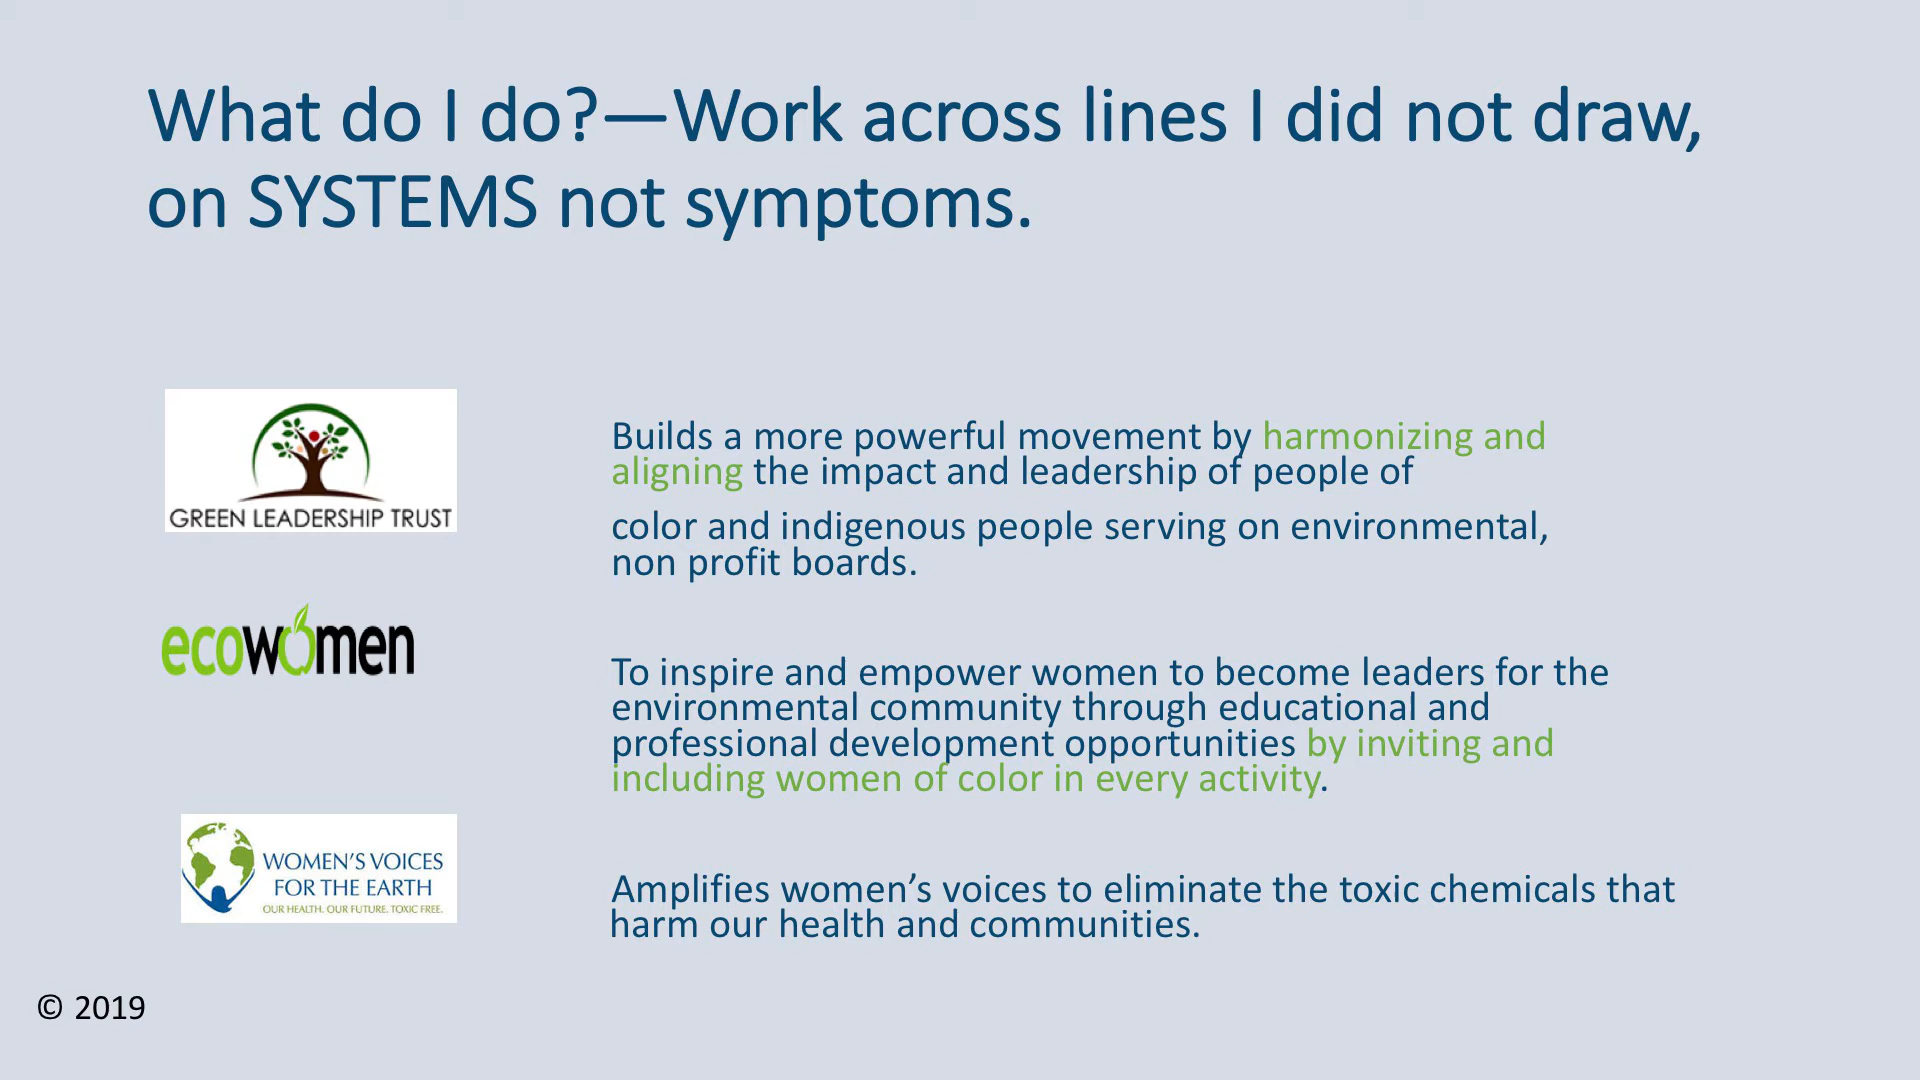 What do I do?—Work across lines I did not draw,
on SYSTEMS not symptoms.
GREEN LEADERSHIP TRUST
Builds a more powerful movement by harmonizing and
aligning the impact and leadership of people of
color and indigenous people serving on environmental,
non profit boards.
ecowomen
To inspire and empower women to become leaders for the
environmental community through educational and
professional development opportunities by inviting and
including women of color in every activity.
WOMEN'S VOICES
FOR THE EARTH
OUR HEALTH. OUR FUTURE. TOXIC FREE.
Amplifies women’s voices to eliminate the toxic chemicals that
harm our health and communities.
© 2019